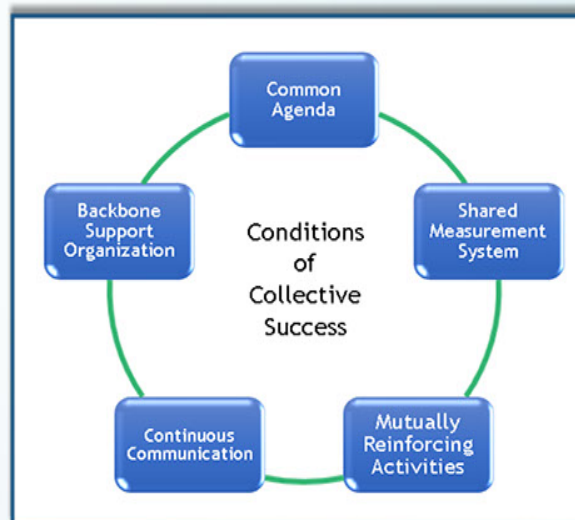 Common
Agenda
Shared
Measurement
System
Mutually
Reinforcing
Activities
Continuous
Communication
Backbone
Support
Organization
Conditions
of
Collective
Success